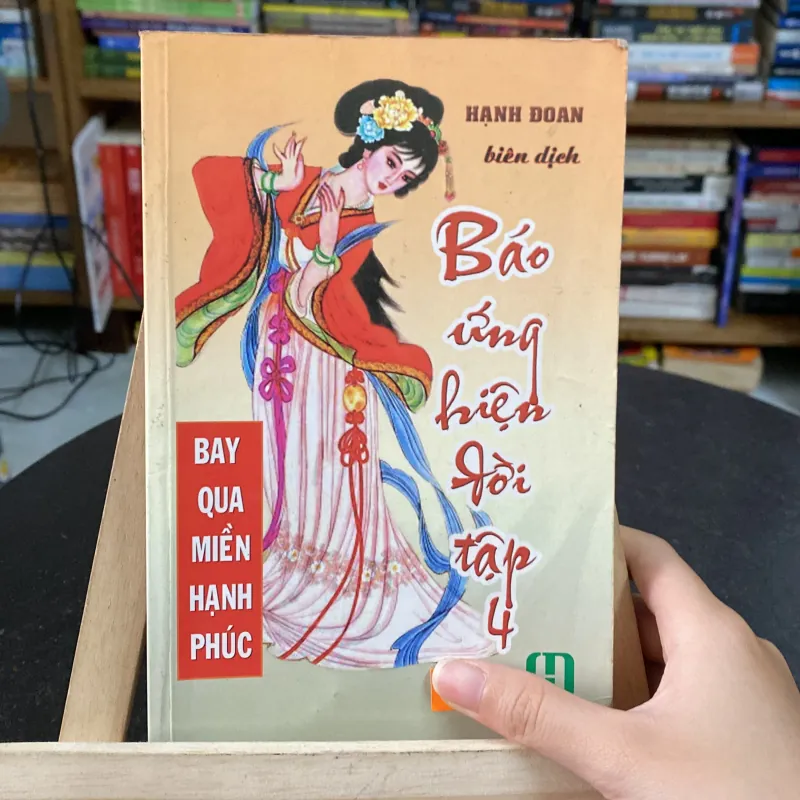 HẠNH ĐOAN
biên dịch
Báo
ứng
hiện
đời
tập
4
BAY
QUA
MIỀN
HẠNH
PHÚC